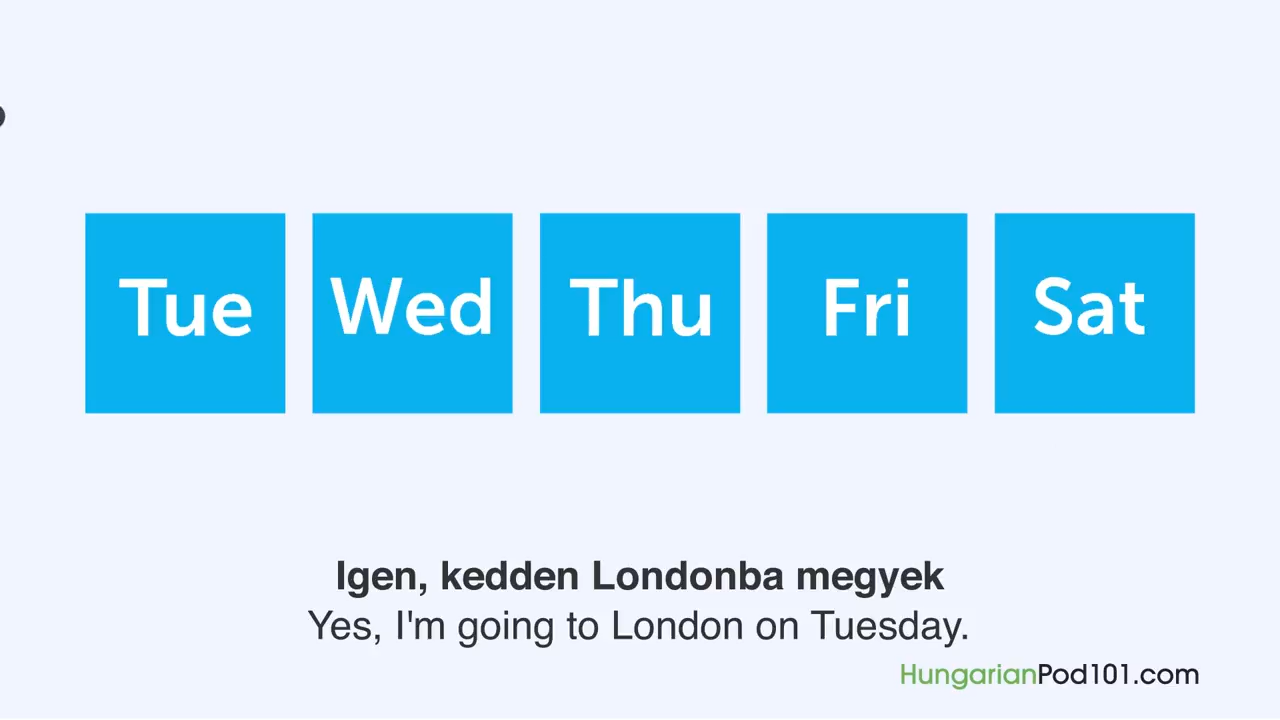 Tue Wed Thu Fri Sat
Igen, kedden Londonba megyek
Yes, I'm going to London on Tuesday.
HungarianPod101.com